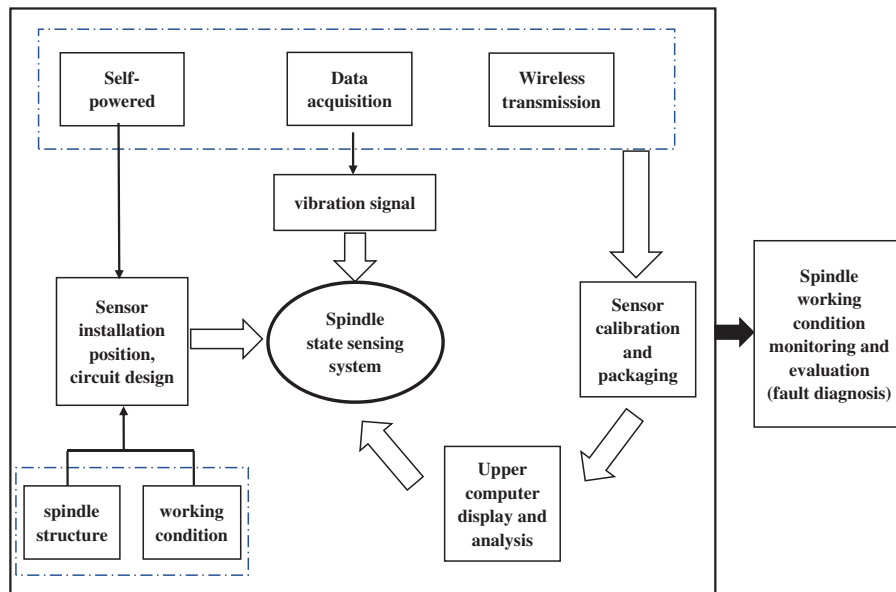 Self-
powered
Data
acquisition
Wireless
transmission
vibration signal
Sensor
installation
position,
circuit design
Spindle
state sensing
system
Sensor
calibration
and
packaging
Spindle
working
condition
monitoring and
evaluation
(fault diagnosis)
Upper
computer
display and
analysis
spindle
structure
working
condition